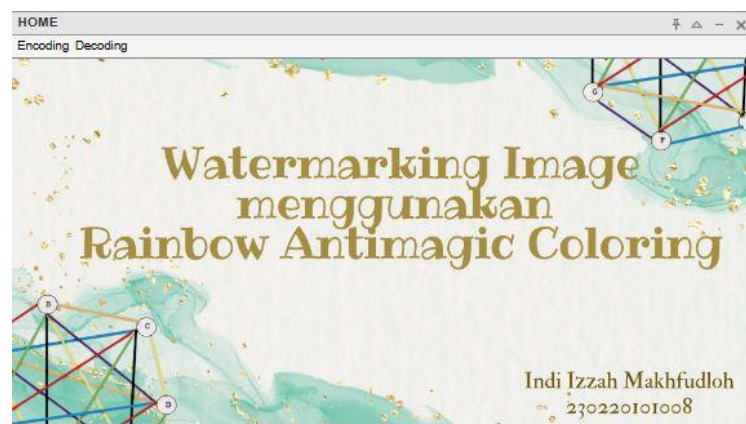 HOME
Encoding Decoding
G
F
Watermarking Image
menggunakan
Rainbow Antimagic Coloring
B
C
D
Indi Izzah Makhfudloh
230220101008